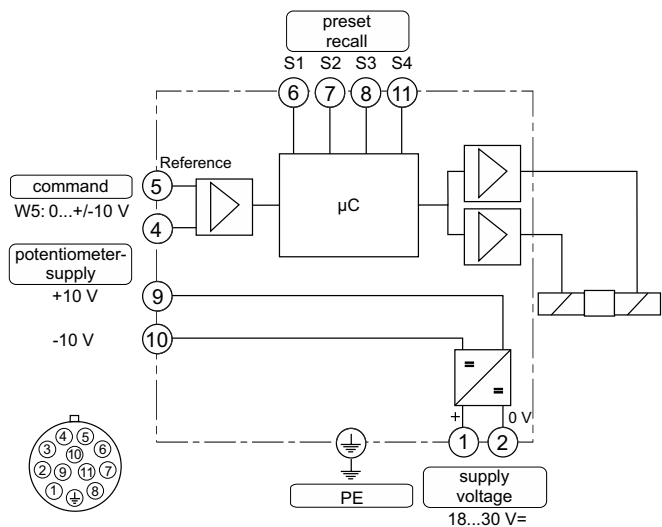 preset
recall
S1 S2 S3 S4
6 7 8 11
Reference
command
5
W5: 0...+/-10 V
4
µC
potentiometer-
supply
+10 V
9
-10 V
10
=
=
+ 0 V
1 2
PE
supply
voltage
18...30 V=
4 5
3 10 6
2 9 11 7
1 8